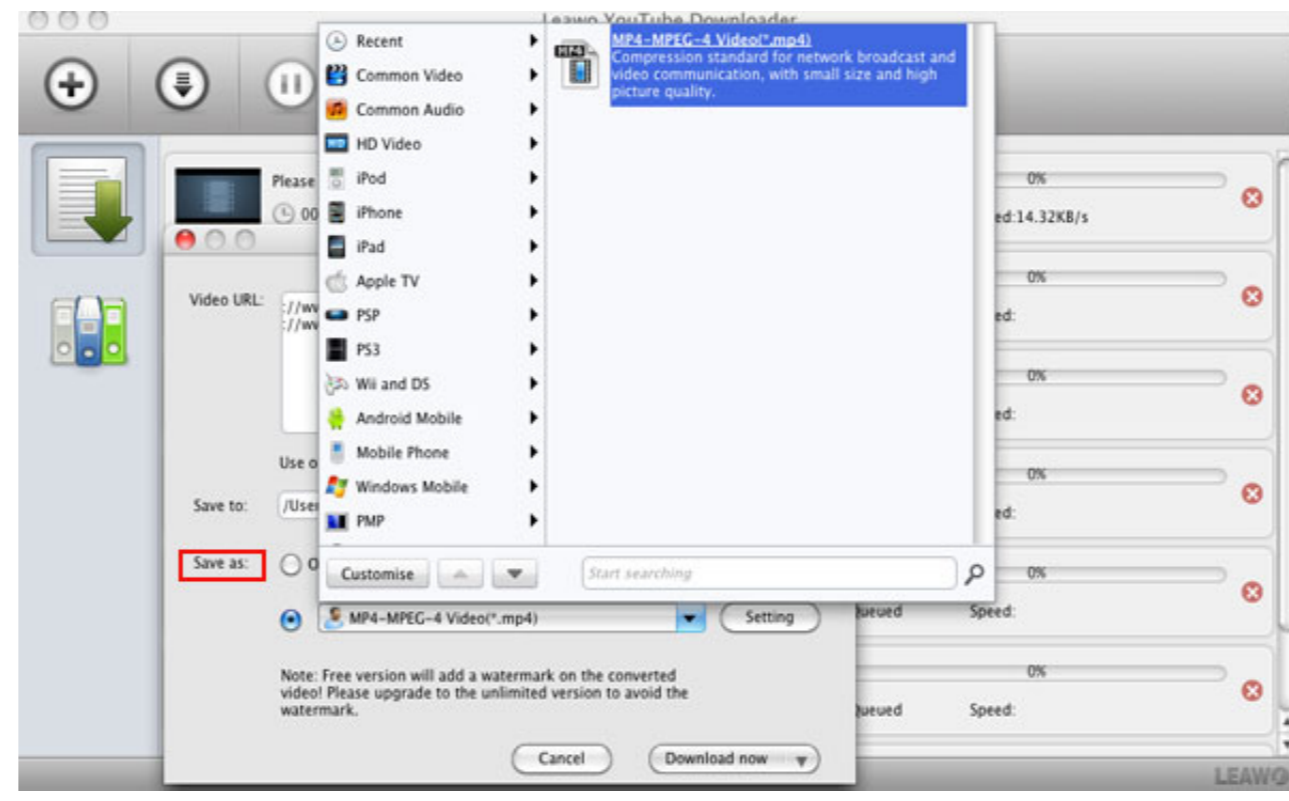 Leawo YouTube Downloader
Recent
Common Video
Common Audio
HD Video
iPod
iPhone
iPad
Apple TV
PSP
PS3
Wii and DS
Android Mobile
Mobile Phone
Windows Mobile
PMP
MP4
MP4-MPEG-4 Video(*.mp4)
Compression standard for network broadcast and
video communication, with small size and high
picture quality.
Customise
Start searching
Please
00
0%
ed:14.32KB/s
0%
ed:
0%
ed:
0%
ed:
0%
Queued Speed:
0%
Queued Speed:
Video URL:
://ww
://ww
Use o
Save to: /User
Save as: O
MP4-MPEG-4 Video(*.mp4) Setting
Note: Free version will add a watermark on the converted
video! Please upgrade to the unlimited version to avoid the
watermark.
Cancel Download now
LEAWO